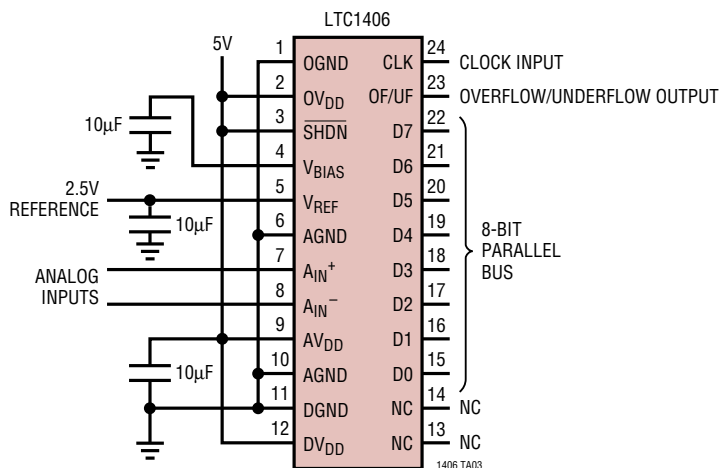 LTC1406
5V
1 OGND CLK 24 CLOCK INPUT
2 OVDD OF/UF 23 OVERFLOW/UNDERFLOW OUTPUT
10µF 3 SHDN D7 22
4 VBIAS D6 21
2.5V
REFERENCE
5 VREF D5 20
10µF
6 AGND D4 19
8-BIT
PARALLEL
BUS
ANALOG
INPUTS
7 AIN+ D3 18
8 AIN− D2 17
9 AVDD D1 16
10µF
10 AGND D0 15
11 DGND NC 14 NC
12 DVDD NC 13 NC
1406 TA03